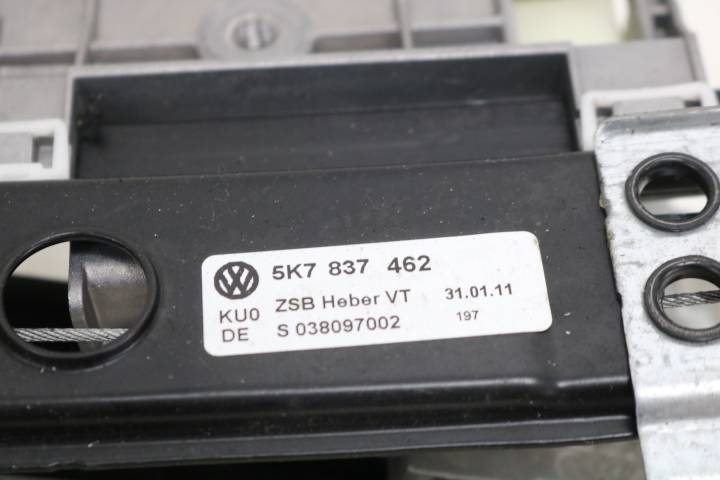 5K7 837 462
KU0 ZSB Heber VT 31.01.11
DE S 038097002 197